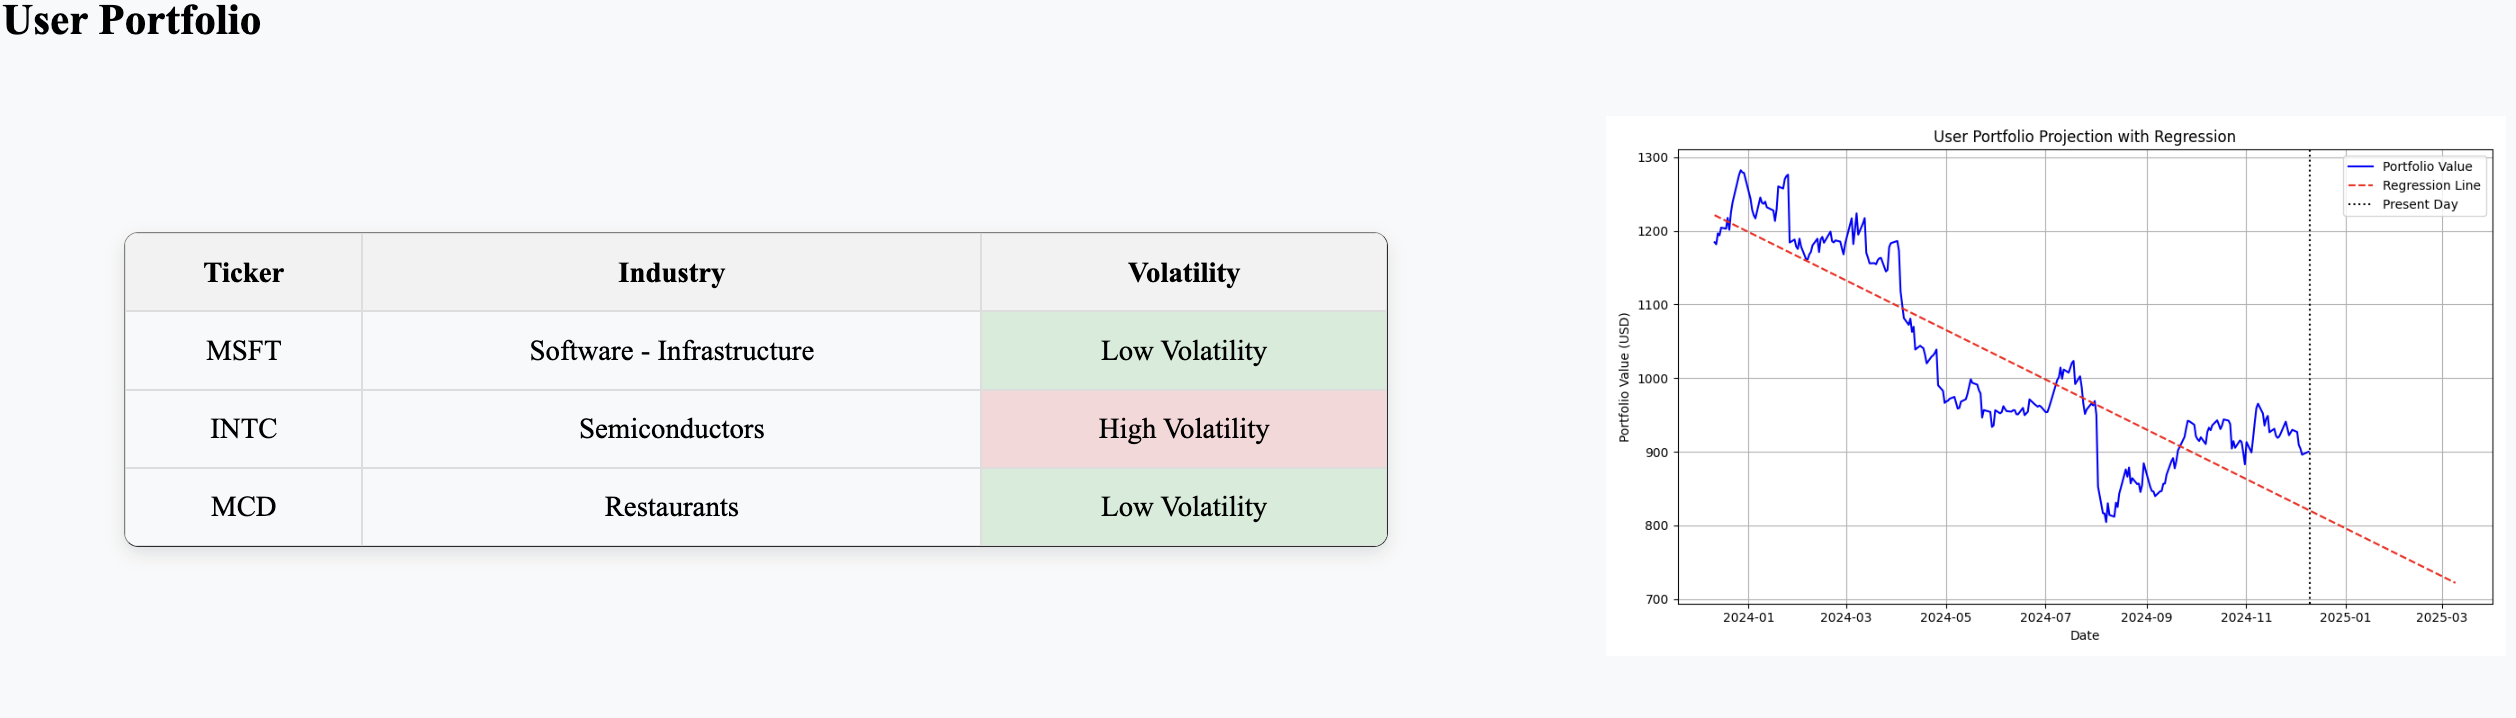 User Portfolio
Ticker Industry Volatility
MSFT Software - Infrastructure Low Volatility
INTC Semiconductors High Volatility
MCD Restaurants Low Volatility
User Portfolio Projection with Regression
Portfolio Value
Regression Line
Present Day
Portfolio Value (USD)
1300
1200
1100
1000
900
800
700
2024-01 2024-03 2024-05 2024-07 2024-09 2024-11 2025-01 2025-03
Date